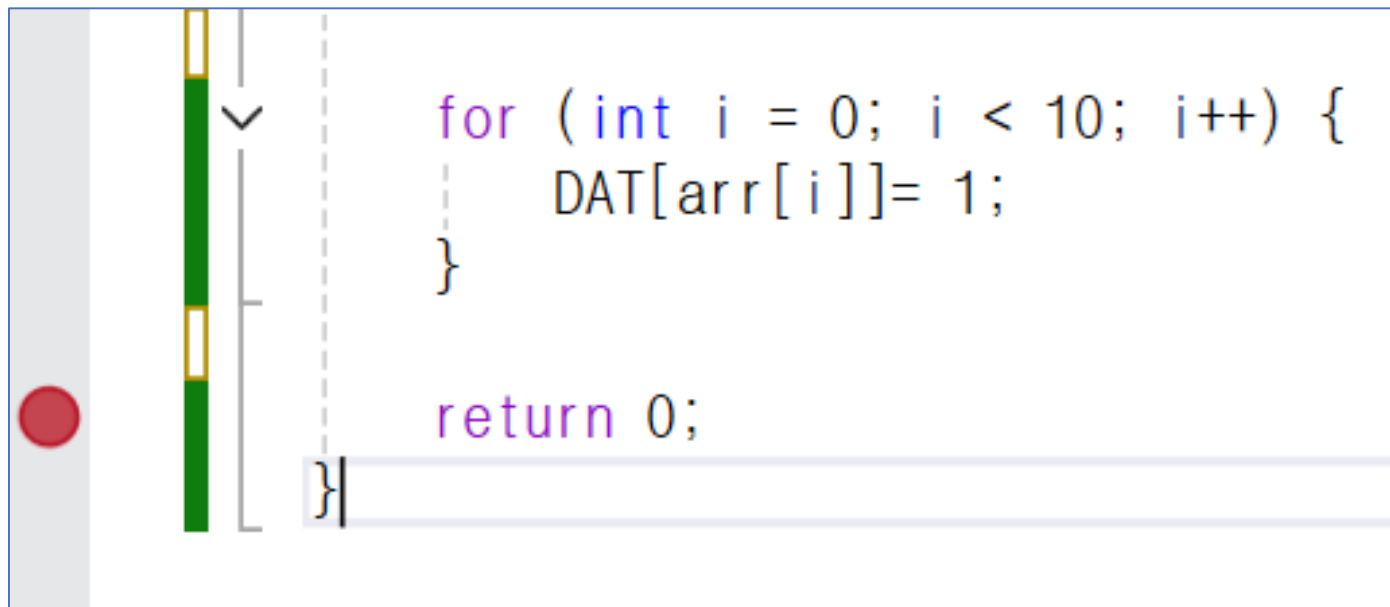 for (int i = 0; i < 10; i++) {
DAT[arr[i]]= 1;
}
return 0;
}